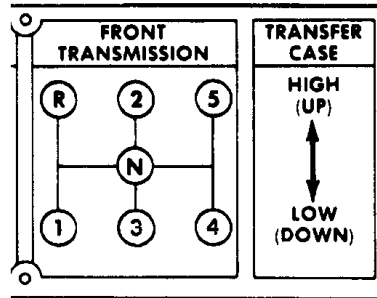 FRONT
TRANSMISSION
R 2 5
N
1 3 4
TRANSFER
CASE
HIGH
(UP)
LOW
(DOWN)